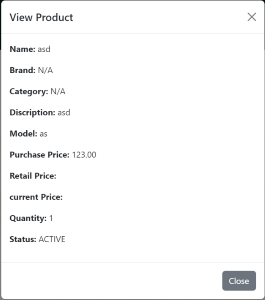 View Product
Name: asd
Brand: N/A
Category: N/A
Discription: asd
Model: as
Purchase Price: 123.00
Retail Price:
current Price:
Quantity: 1
Status: ACTIVE
Close